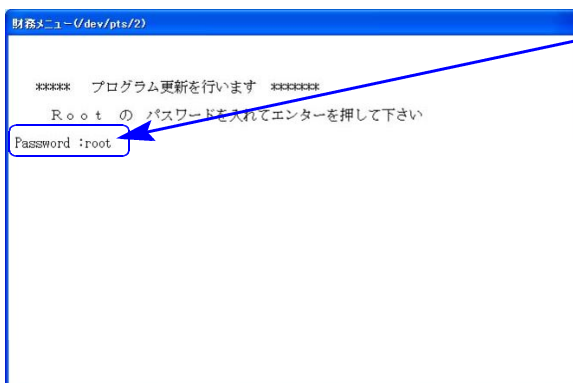 財務メニュー(/dev/pts/2)
***** プログラム更新を行います *******
Ｒｏｏｔ の パスワードを入れてエンターを押して下さい
Password :root